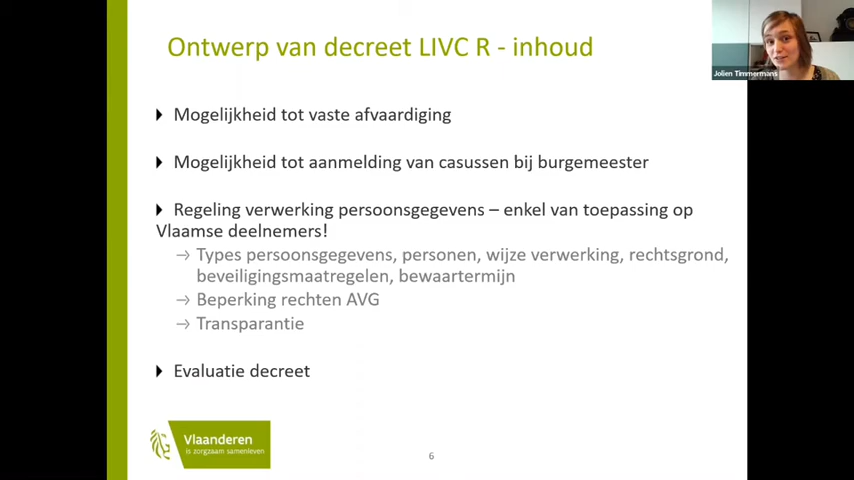 Ontwerp van decreet LIVC R - inhoud
Jolien Timmermans
Mogelijkheid tot vaste afvaardiging
Mogelijkheid tot aanmelding van casussen bij burgemeester
Regeling verwerking persoonsgegevens – enkel van toepassing op
Vlaamse deelnemers!
→ Types persoonsgegevens, personen, wijze verwerking, rechtsgrond,
beveiligingsmaatregelen, bewaartermijn
→ Beperking rechten AVG
→ Transparantie
Evaluatie decreet
Vlaanderen
is zorgzaam samenleven
6